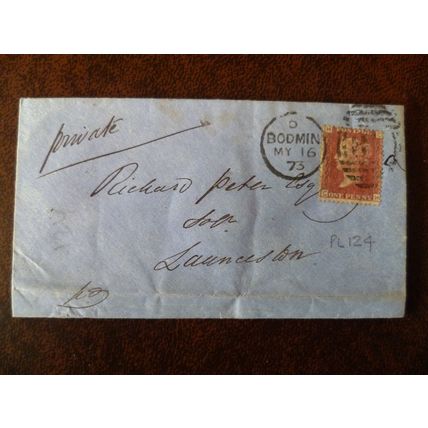 private
BODMIN
MY 16
73
ONE PENNY
Richard Peter Esq
Solr
Launceston
PL 124